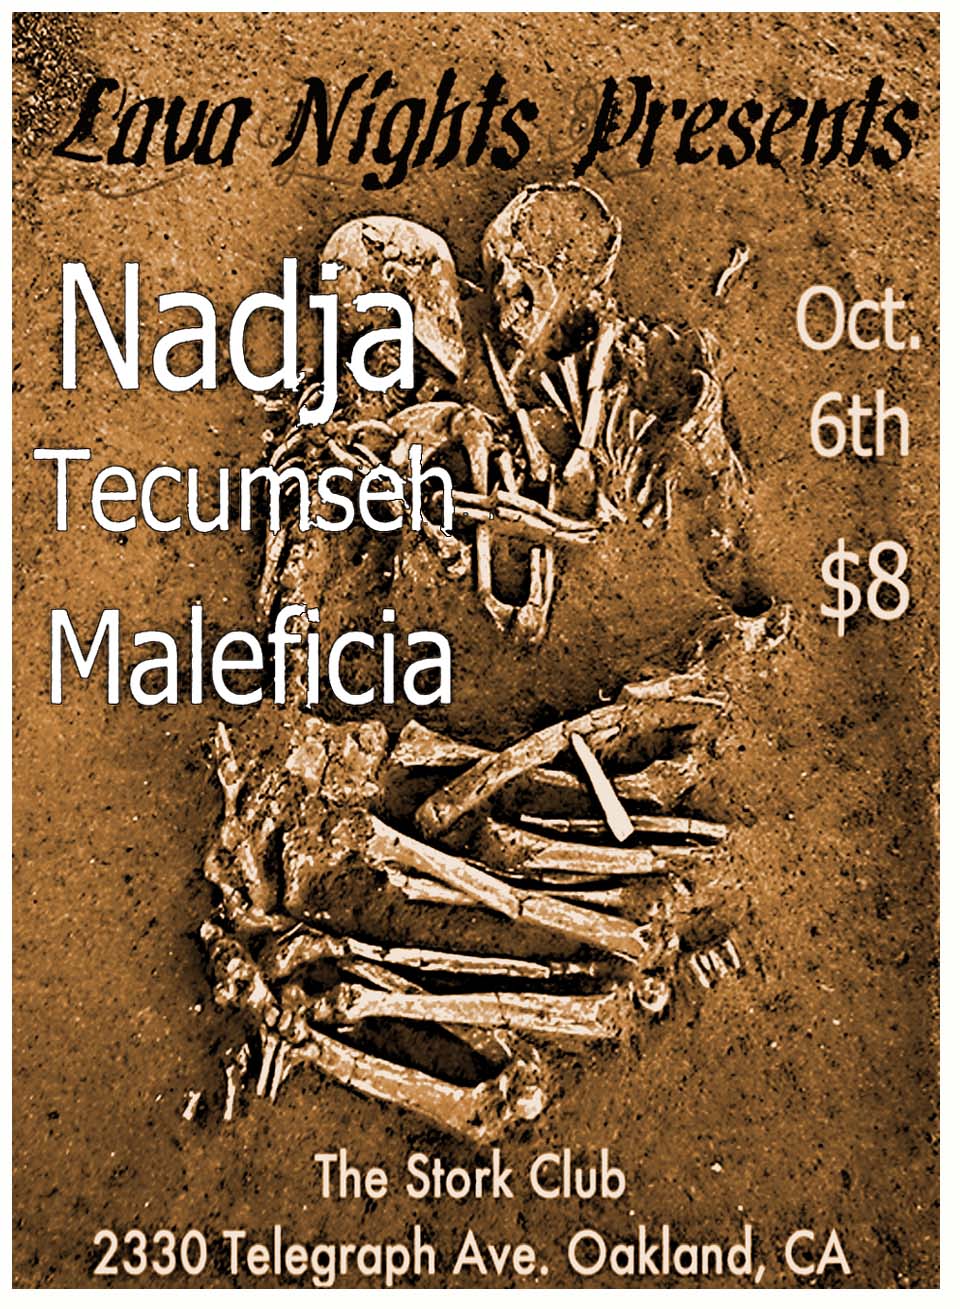 Lava Nights Presents
Nadja
Tecumseh
Maleficia
Oct.
6th
$8
The Stork Club
2330 Telegraph Ave. Oakland, CA